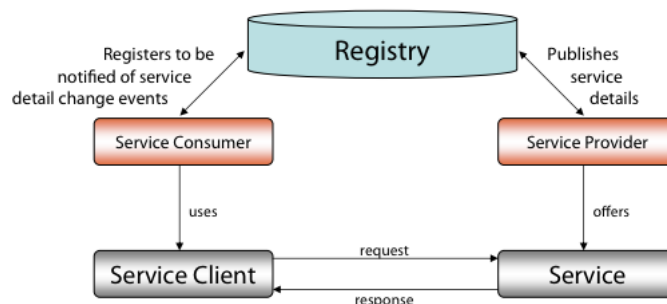 Registry
Registers to be
notified of service
detail change events
Publishes
service
details
Service Consumer
Service Provider
uses
offers
Service Client
request
response
Service